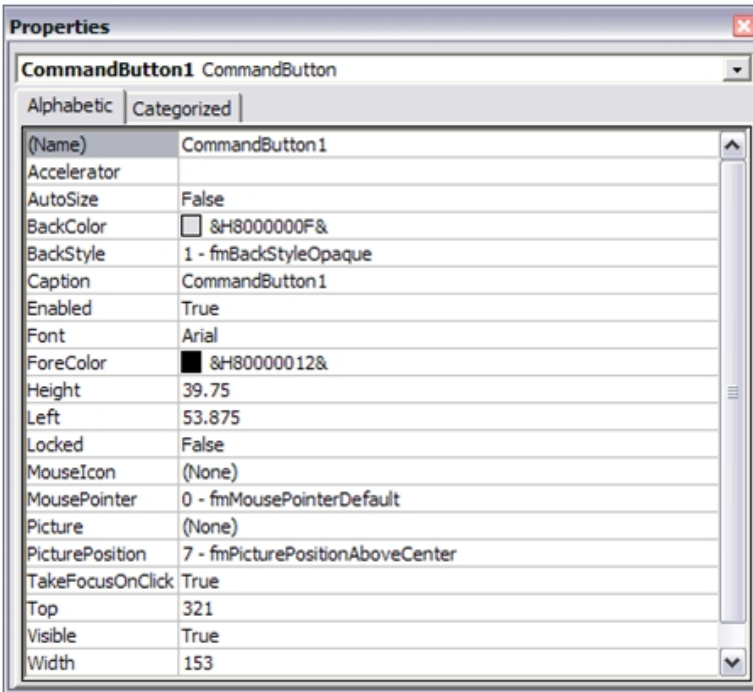 Properties
CommandButton1 CommandButton
Alphabetic Categorized
(Name) CommandButton1
Accelerator
AutoSize False
BackColor &H8000000F&
BackStyle 1 - fmBackStyleOpaque
Caption CommandButton1
Enabled True
Font Arial
ForeColor &H80000012&
Height 39.75
Left 53.875
Locked False
MouseIcon (None)
MousePointer 0 - fmMousePointerDefault
Picture (None)
PicturePosition 7 - fmPicturePositionAboveCenter
TakeFocusOnClick True
Top 321
Visible True
Width 153